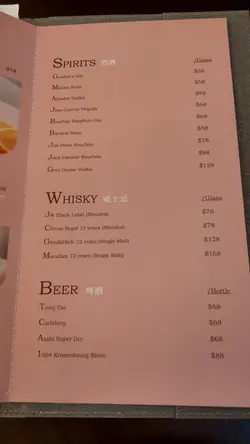 $78
SPIRITS 烈酒 /Glass
Gordon's Gin $58
Malibu Rum $58
Absolut Vodka $58
Jose Cuervo Tequila $58
Bombay Sapphire Gin $68
Bacardi Rum $58
Jim Beam Bourbon $78
Jack Daniels Bourbon $98
Grey Goose Vodka $128
WHISKY 威士忌 /Glass
JW Black Label (Blended) $78
Chivas Regal 12 years (Blended) $78
Glenfiddich 12 years (Single Malt) $128
Macallan 12 years (Single Malt) $168
BEER 啤酒 /Bottle
Tsing Tao $68
Carlsberg $68
Asahi Super Dry $68
1664 Kronenbourg Blanc $88